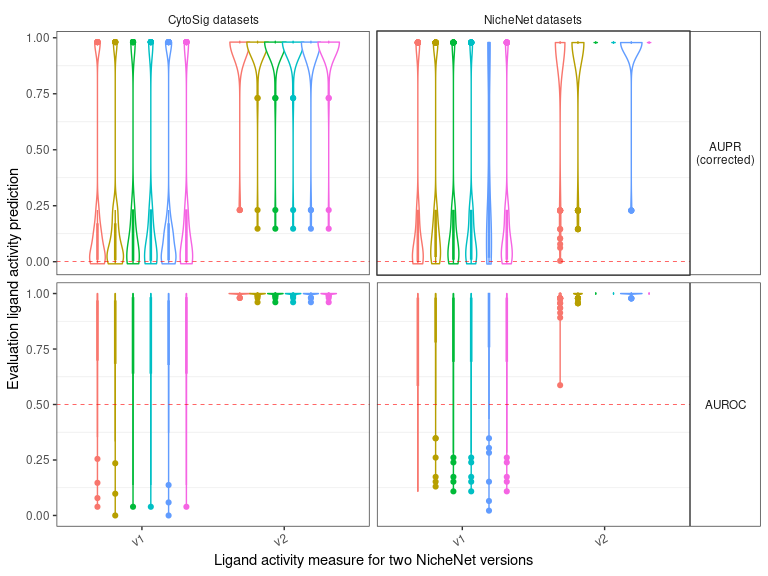 CytoSig datasets
NicheNet datasets
Evaluation ligand activity prediction
1.00
0.75
0.50
0.25
0.00
AUPR
(corrected)
1.00
0.75
0.50
0.25
0.00
AUROC
v1
v2
v1
v2
Ligand activity measure for two NicheNet versions